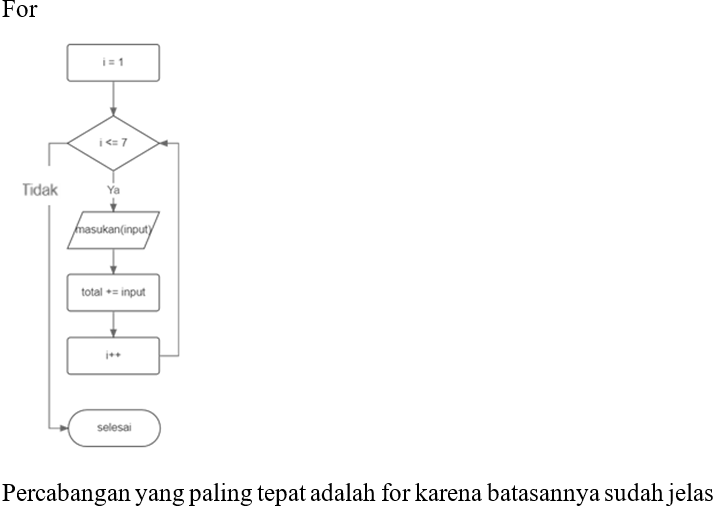 For
i = 1
i <= 7
Tidak
Ya
masukan(input)
total += input
i++
selesai
Percabangan yang paling tepat adalah for karena batasannya sudah jelas